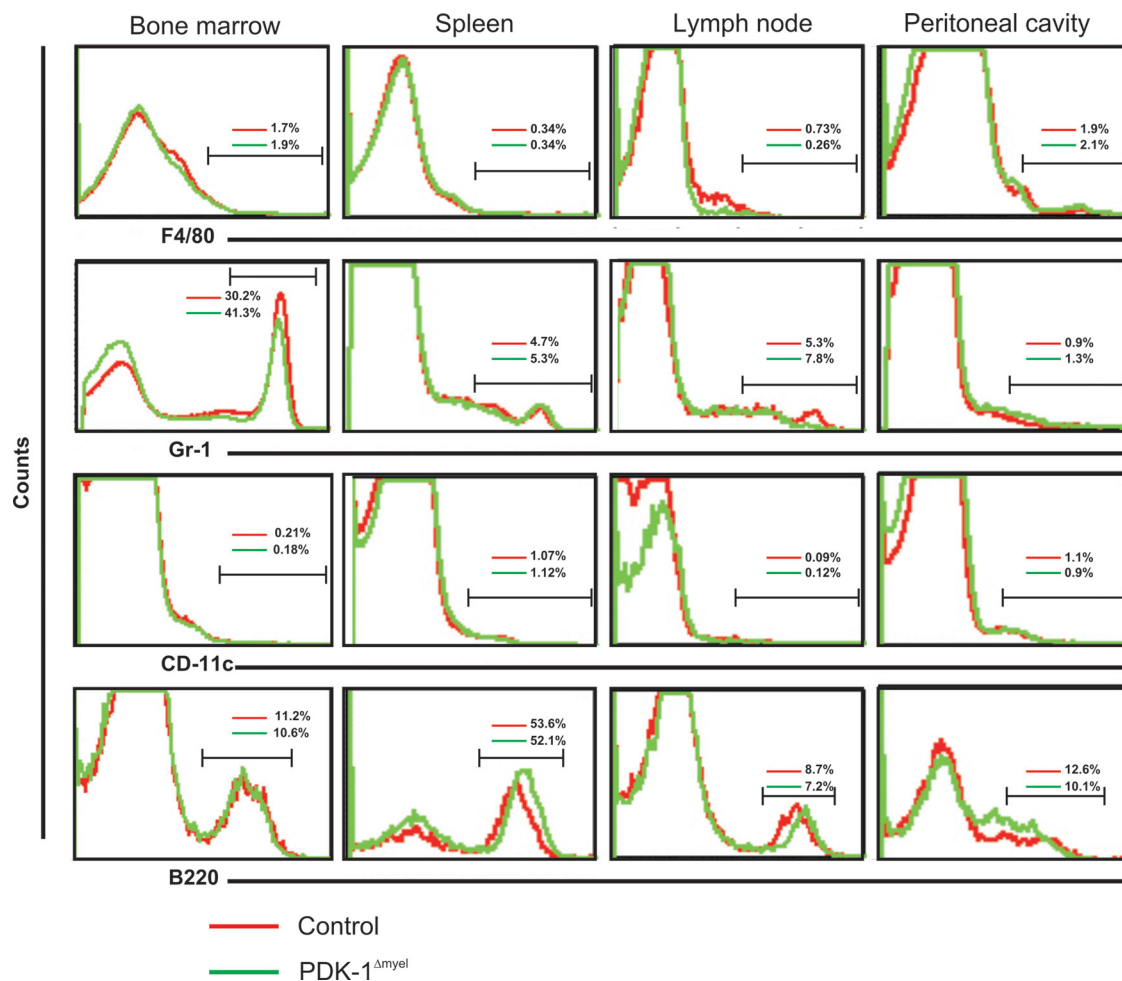 Bone marrow Spleen Lymph node Peritoneal cavity
1.7% 0.34% 0.73% 1.9%
1.9% 0.34% 0.26% 2.1%
F4/80
30.2% 4.7% 5.3% 0.9%
41.3% 5.3% 7.8% 1.3%
Gr-1
Counts
0.21% 1.07% 0.09% 1.1%
0.18% 1.12% 0.12% 0.9%
CD-11c
11.2% 53.6% 8.7% 12.6%
10.6% 52.1% 7.2% 10.1%
B220
Control
PDK-1Δmyel